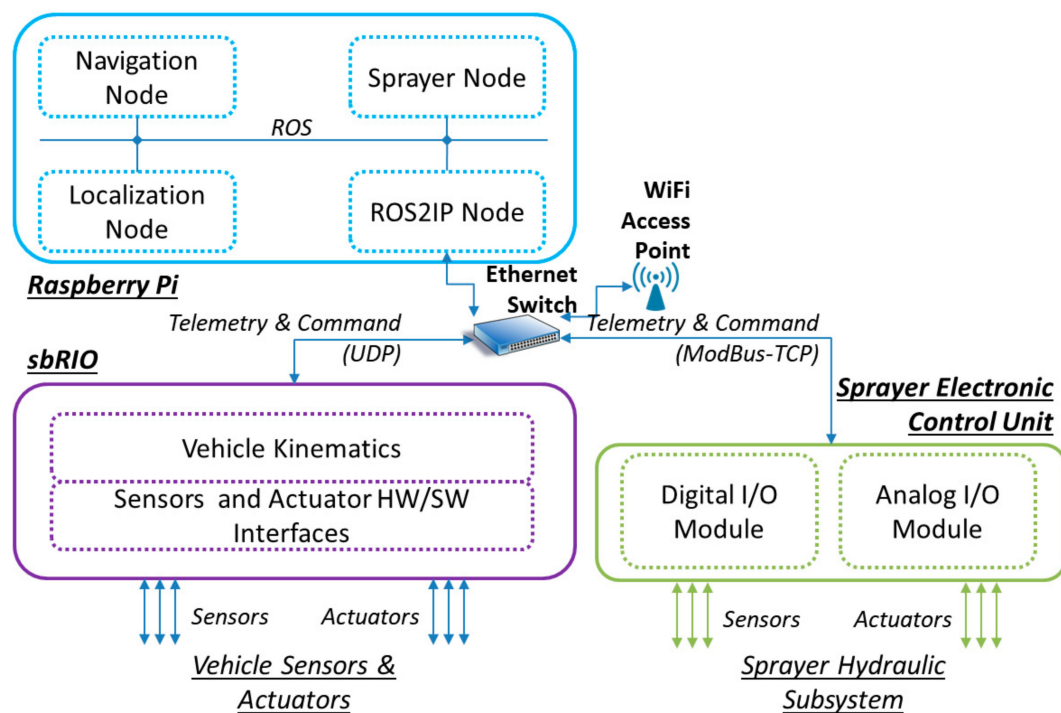 Navigation
Node
Sprayer Node
ROS
Localization
Node
ROS2IP Node
Raspberry Pi
WiFi
Access
Point
Ethernet
Switch
Telemetry & Command
(UDP)
Telemetry & Command
(ModBus-TCP)
sbRIO
Vehicle Kinematics
Sensors and Actuator HW/SW
Interfaces
Sprayer Electronic
Control Unit
Digital I/O
Module
Analog I/O
Module
Sensors
Actuators
Vehicle Sensors &
Actuators
Sensors
Actuators
Sprayer Hydraulic
Subsystem